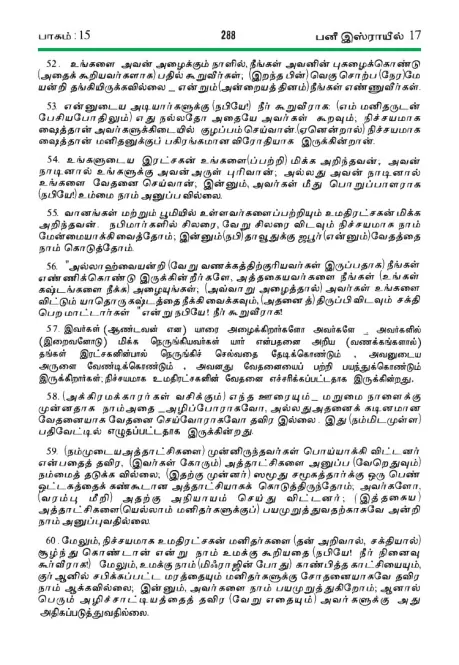 பாகம் : 15 288 பனீ இஸ்ராயீல் 17
52. உங்களை அவன் அழைக்கும் நாளில், நீங்கள் அவனின் புகழைக்கொண்டு
(அதைக் கூறியவர்களாக) பதில் கூறுவீர்கள்; (இறந்த பின்) வெகு சொற்ப (நேர)மே
யன்றி தங்கியிருக்கவில்லை _ என்றும் (அன்றையத் தினம்) நீங்கள் எண்ணுவீர்கள்.
53. என்னுடைய அடியார்களுக்கு (நபியே!) நீர் கூறுவீராக: (எம் மனிதருடன்
பேசியபோதிலும்) எது நல்லதோ அதையே அவர்கள் கூறவும்; நிச்சயமாக
ஷைத்தான் அவர்களுக்கிடையில் குழப்பம் செய்வான்.(ஏனென்றால்) நிச்சயமாக
ஷைத்தான் மனிதனுக்குப் பகிரங்கமான விரோதியாக இருக்கின்றான்.
54. உங்களுடைய இரட்சகன் உங்களை(ப்பற்றி) மிக்க அறிந்தவன்; அவன்
நாடினால் உங்களுக்கு அவன் அருள் புரிவான்; அல்லது அவன் நாடினால்
உங்களை வேதனை செய்வான்; இன்னும், அவர்கள் மீது பொறுப்பாளராக
(நபியே!) உம்மை நாம் அனுப்பவில்லை.
55. வானங்கள் மற்றும் பூமியில் உள்ளவர்களைப்பற்றியும் உமதிரட்சகன் மிக்க
அறிந்தவன். நபிமார்களில் சிலரை, வேறு சிலரை விடவும் நிச்சயமாக நாம்
மேன்மையாக்கிவைத்தோம்; இன்னும் (நபி) தாவூதுக்கு ஜபூர் (என்னும்) வேதத்தை
நாம் கொடுத்தோம்.
56. "அல்லாஹ்வையன்றி (வேறு வணக்கத்திற்குரியவர்கள் இருப்பதாக) நீங்கள்
எண்ணிக்கொண்டு இருக்கின்றீர்களே, அத்தகையவர்களை நீங்கள் (உங்கள்
கஷ்டங்களை நீக்க) அழையுங்கள்; (அவ்வாறு அழைத்தால்) அவர்கள் உங்களை
விட்டும் யாதொரு கஷ்டத்தை நீக்கிவைக்கவும், (அதனைத்) திருப்பிவிடவும் சக்தி
பெறமாட்டார்கள் "என்று நபியே! நீர் கூறுவீராக!
57. இவர்கள் (ஆண்டவன் என) யாரை அழைக்கிறார்களோ அவர்களே _ அவர்களில்
(இறைவனோடு) மிக்க நெருங்கியவர்கள் யார் என்பதனை அறிய (வணக்கங்களால்)
தங்கள் இரட்சகனின்பால் நெருங்கிச் செல்வதை தேடிக்கொண்டும் , அவனுடைய
அருளை வேண்டிக்கொண்டும் , அவனது வேதனையைப் பற்றி பயந்துக்கொண்டும்
இருக்கிறார்கள்; நிச்சயமாக உமதிரட்சகனின் வேதனை எச்சரிக்கப்பட்டதாக இருக்கின்றது.
58. (அக்கிரமக்காரர்கள் வசிக்கும்) எந்த ஊரையும் _ மறுமை நாளைக்கு
முன்னதாக நாம்அதை _அழிப்போராகவோ, அல்லது அதனைக் கடினமான
வேதனையாக வேதனை செய்வோராகவோ தவிர இல்லை. இது (நம்மிடமுள்ள)
பதிவேட்டில் எழுதப்பட்டதாக இருக்கின்றது.
59. (நம்முடைய அத்தாட்சிகளை) முன்னிருந்தவர்கள் பொய்யாக்கி விட்டனர்
என்பதைத் தவிர, (இவர்கள் கோரும்) அத்தாட்சிகளை அனுப்ப (வேறெதுவும்)
நம்மைத் தடுக்க வில்லை, (இதற்கு முன்னர்) ஸமூது சமூகத்தார்க்கு ஒரு பெண்
ஒட்டகத்தைக் கண்கூடான அத்தாட்சியாகக் கொடுத்திருந்தோம்; அவர்களோ,
(வரம்பு மீறி) அதற்கு அநியாயம் செய்து விட்டனர்; (இத்தகைய)
அத்தாட்சிகளை(யெல்லாம் மனிதர்களுக்குப்) பயமுறுத்துவதற்காகவே அன்றி
நாம் அனுப்புவதில்லை.
60. மேலும், நிச்சயமாக உமதிரட்சகன் மனிதர்களை (தன் அறிவால், சக்தியால்)
சூழ்ந்து கொண்டான் என்று நாம் உமக்கு கூறியதை (நபியே! நீர் நினைவு
கூர்வீராக!) மேலும், உமக்கு நாம் (மிஃராஜின் போது) காண்பித்த காட்சியையும்,
குர்ஆனில் சபிக்கப்பட்ட மரத்தையும் மனிதர்களுக்கு சோதனையாகவே தவிர
நாம் ஆக்கவில்லை; இன்னும், அவர்களை நாம் பயமுறுத்துகிறோம்; ஆனால்
பெரும் அழிச்சாட்டியத்தைத் தவிர (வேறு எதையும்) அவர்களுக்கு அது
அதிகப்படுத்துவதில்லை.